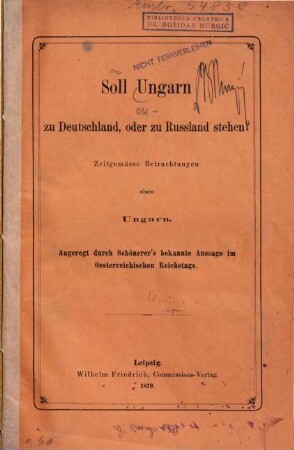 5483
BIBLIOTHECA CROATICA
DR. BOŽIDAR MURGIĆ
NICHT FERNVERLEIHEN
Soll Ungarn
zu Deutschland, oder zu Russland stehen?
Zeitgemässe Betrachtungen
eines
Ungarn.
Angeregt durch Schönerer's bekannte Aussage im
Oesterreichischen Reichstage.
Leipzig.
Wilhelm Friedrich, Commissions-Verlag.
1879.